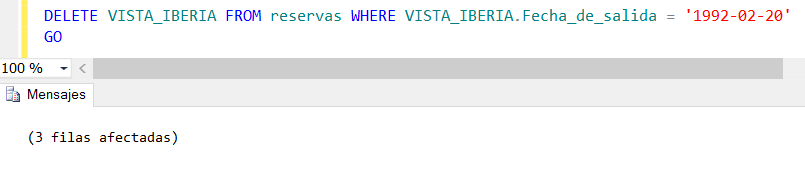 DELETE VISTA_IBERIA FROM reservas WHERE VISTA_IBERIA.Fecha_de_salida = '1992-02-20'
GO
100 %
Mensajes
(3 filas afectadas)